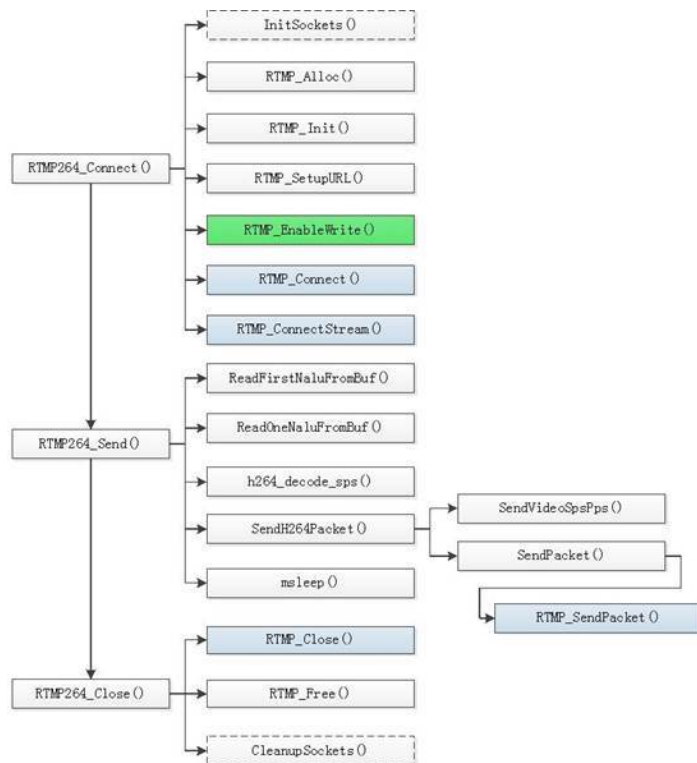 InitSockets()
RTMP_Alloc()
RTMP_Init()
RTMP264_Connect()
RTMP_SetupURL()
RTMP_EnableWrite()
RTMP_Connect()
RTMP_ConnectStream()
ReadFirstNaluFromBuf()
RTMP264_Send()
ReadOneNaluFromBuf()
h264_decode_sps()
SendH264Packet()
SendVideoSpsPps()
SendPacket()
msleep()
RTMP_SendPacket()
RTMP_Close()
RTMP264_Close()
RTMP_Free()
CleanupSockets()